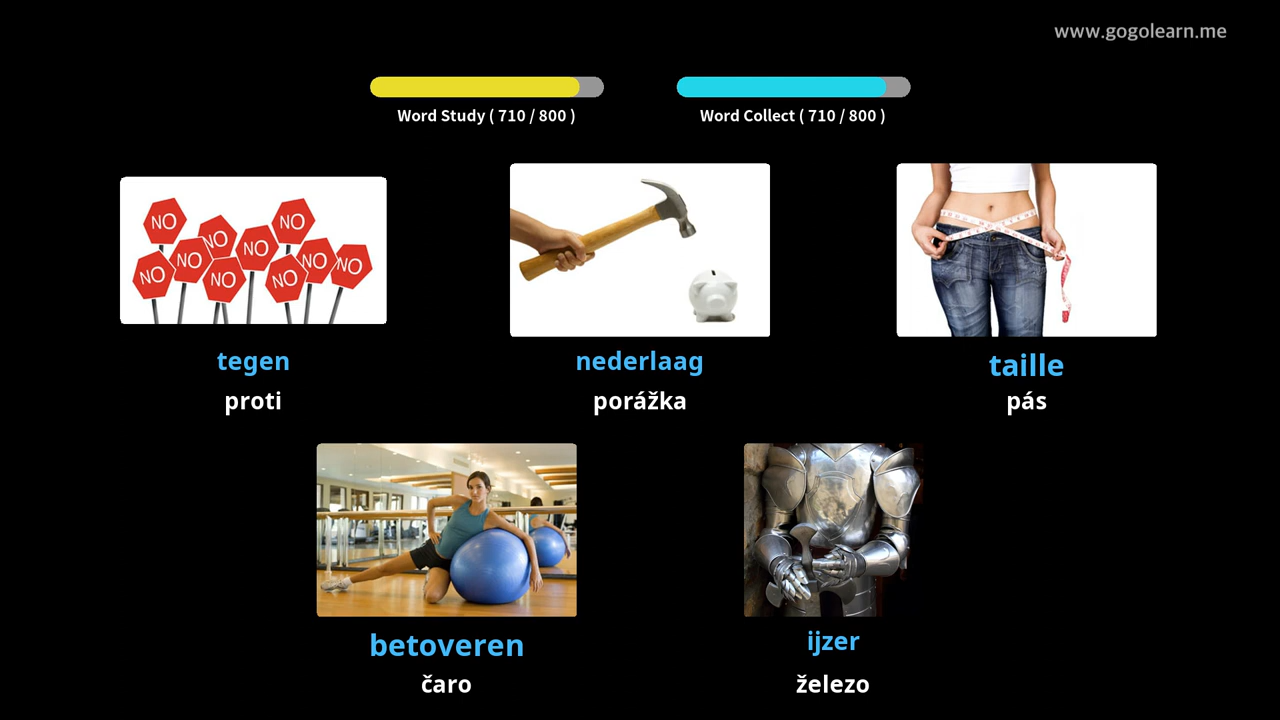 www.gogolearn.me
Word Study ( 710 / 800 )
Word Collect ( 710 / 800 )
NO
NO
NO
NO
NO
NO
NO
NO
NO
NO
tegen
proti
nederlaag
porážka
taille
pás
betoveren
čaro
ijzer
železo